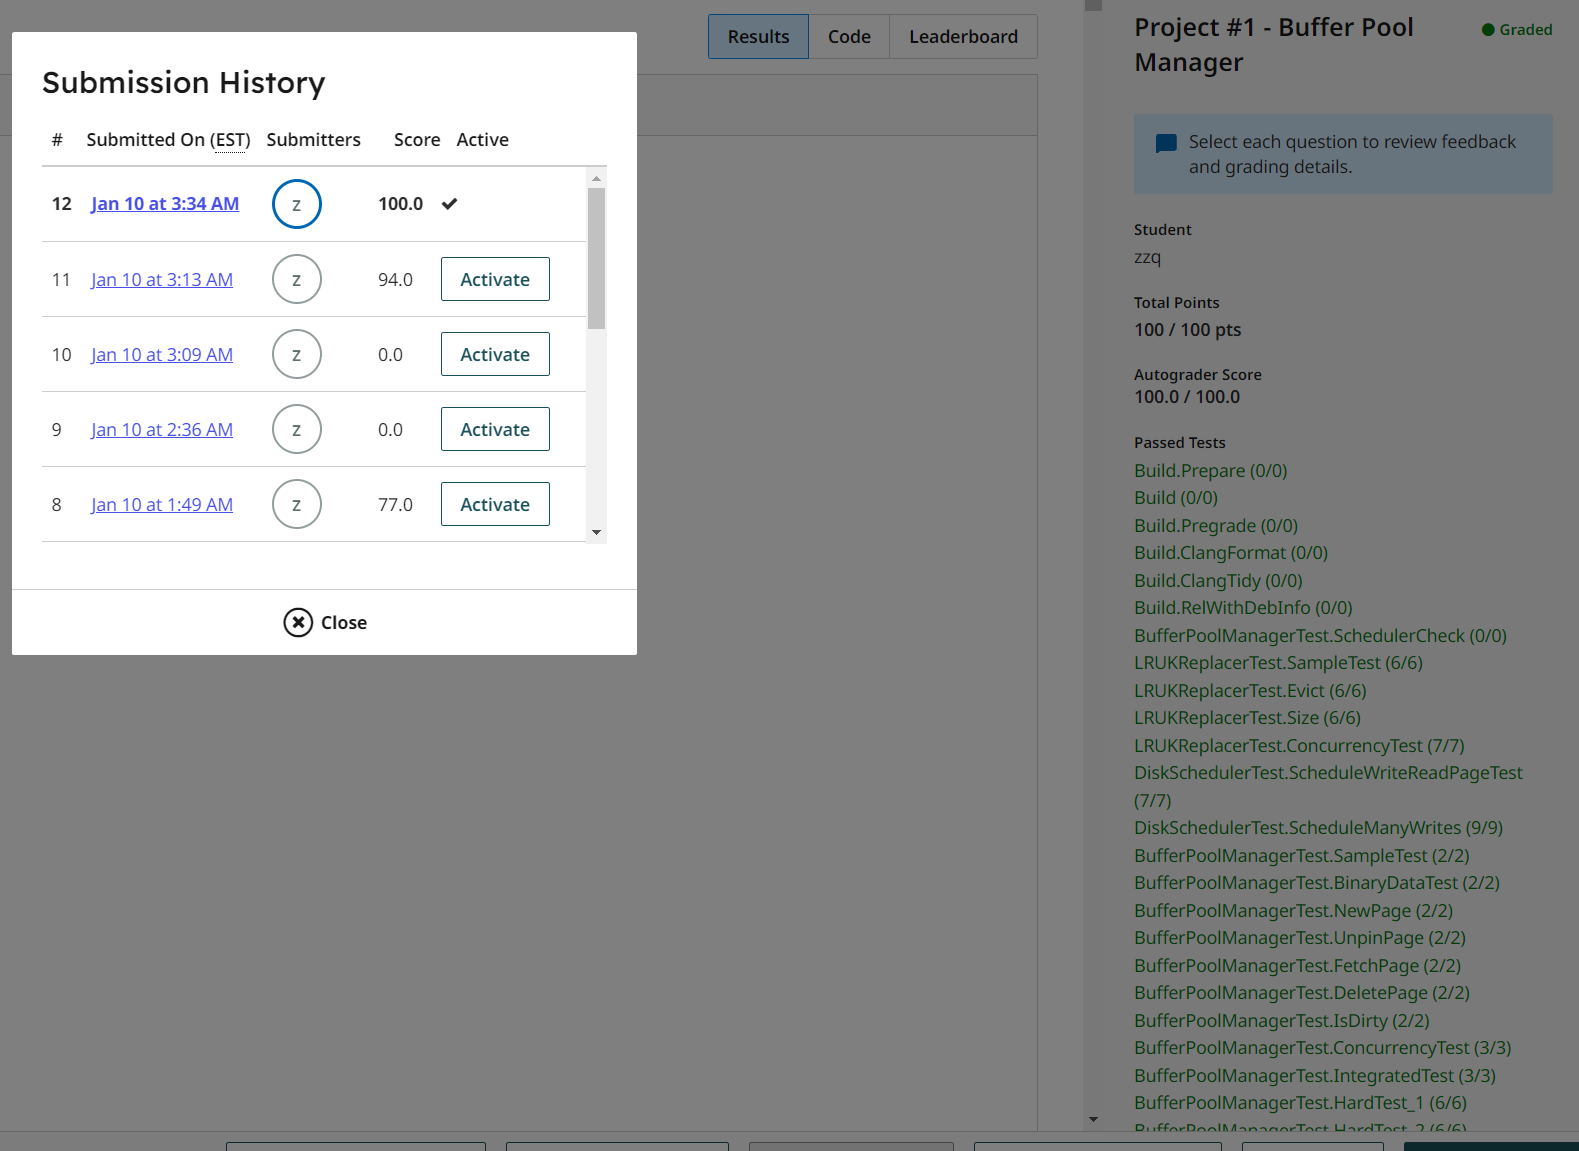 Results
Code
Leaderboard
Submission History
# Submitted On (EST) Submitters Score Active
12 Jan 10 at 3:34 AM z 100.0 ✔
11 Jan 10 at 3:13 AM z 94.0 Activate
10 Jan 10 at 3:09 AM z 0.0 Activate
9 Jan 10 at 2:36 AM z 0.0 Activate
8 Jan 10 at 1:49 AM z 77.0 Activate
Close
Project #1 - Buffer Pool
Manager
Graded
Select each question to review feedback
and grading details.
Student
zzq
Total Points
100 / 100 pts
Autograder Score
100.0 / 100.0
Passed Tests
Build.Prepare (0/0)
Build (0/0)
Build.Pregrade (0/0)
Build.ClangFormat (0/0)
Build.ClangTidy (0/0)
Build.RelWithDebInfo (0/0)
BufferPoolManagerTest.SchedulerCheck (0/0)
LRUKReplacerTest.SampleTest (6/6)
LRUKReplacerTest.Evict (6/6)
LRUKReplacerTest.Size (6/6)
LRUKReplacerTest.ConcurrencyTest (7/7)
DiskSchedulerTest.ScheduleWriteReadPageTest
(7/7)
DiskSchedulerTest.ScheduleManyWrites (9/9)
BufferPoolManagerTest.SampleTest (2/2)
BufferPoolManagerTest.BinaryDataTest (2/2)
BufferPoolManagerTest.NewPage (2/2)
BufferPoolManagerTest.UnpinPage (2/2)
BufferPoolManagerTest.FetchPage (2/2)
BufferPoolManagerTest.DeletePage (2/2)
BufferPoolManagerTest.IsDirty (2/2)
BufferPoolManagerTest.ConcurrencyTest (3/3)
BufferPoolManagerTest.IntegratedTest (3/3)
BufferPoolManagerTest.HardTest_1 (6/6)
BufferPoolManagerTest.HardTest_2 (6/6)